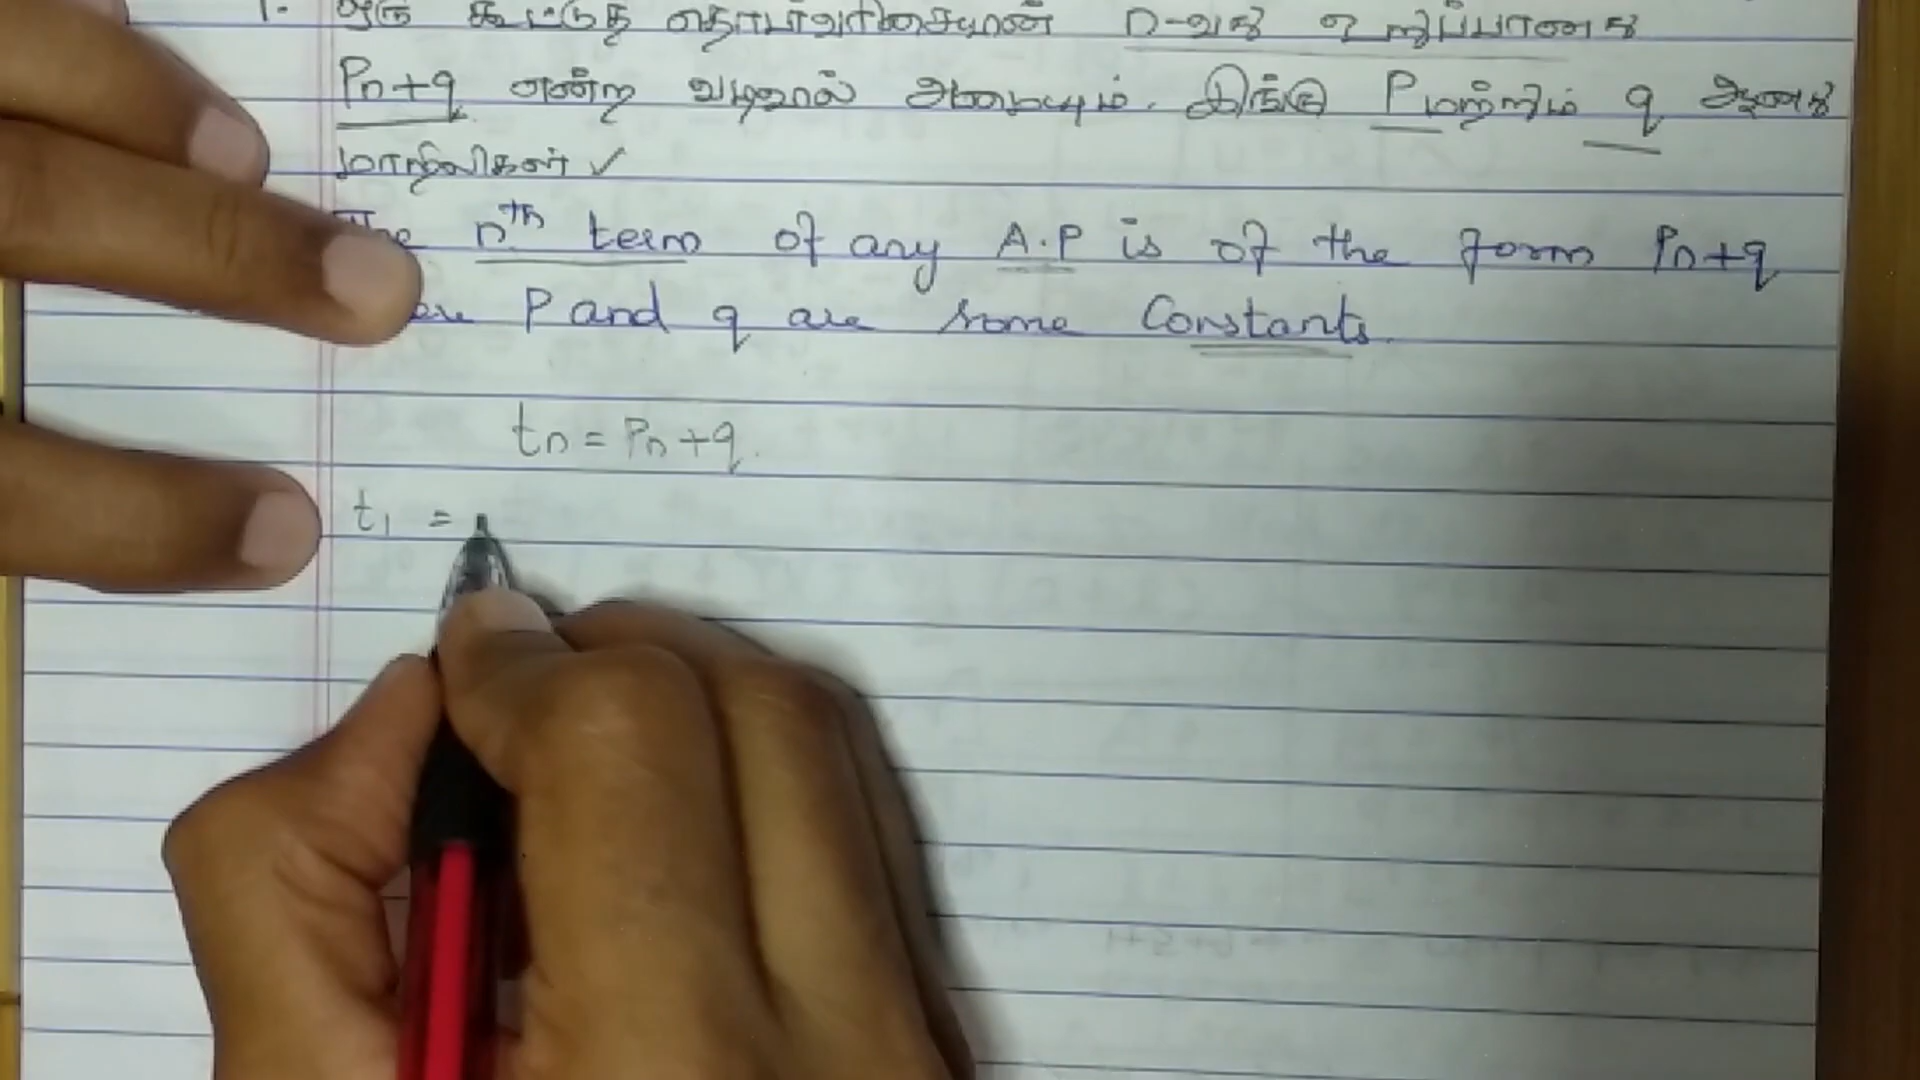 1. ஒரு கூட்டுத் தொடர்வரிசையின் n-வது உறுப்பானது
Pn+q என்ற வடிவில் அமையும். இங்கு P மற்றும் q ஆனது
மாறிலிகள் ✓
The nth term of any A.P is of the form Pn+q
P and q are some Constants.
tn = Pn+q.
t1 =